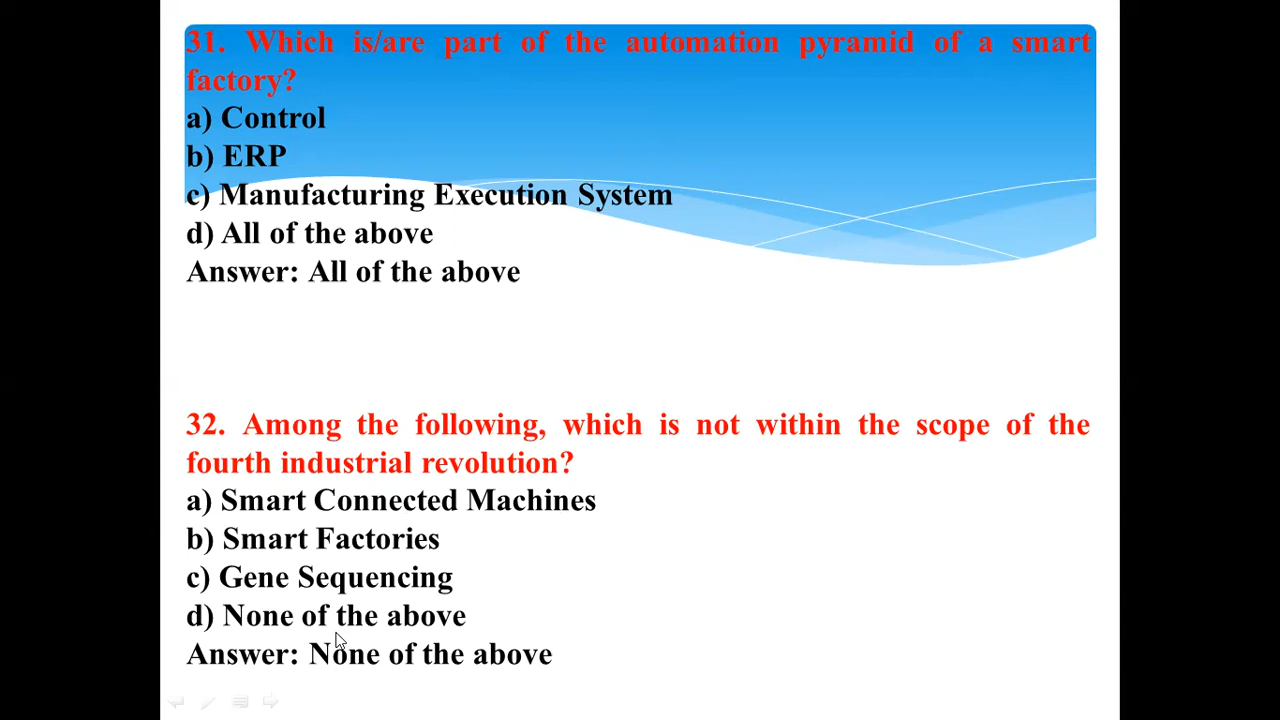 31. Which is/are part of the automation pyramid of a smart
factory?
a) Control
b) ERP
c) Manufacturing Execution System
d) All of the above
Answer: All of the above
32. Among the following, which is not within the scope of the
fourth industrial revolution?
a) Smart Connected Machines
b) Smart Factories
c) Gene Sequencing
d) None of the above
Answer: None of the above